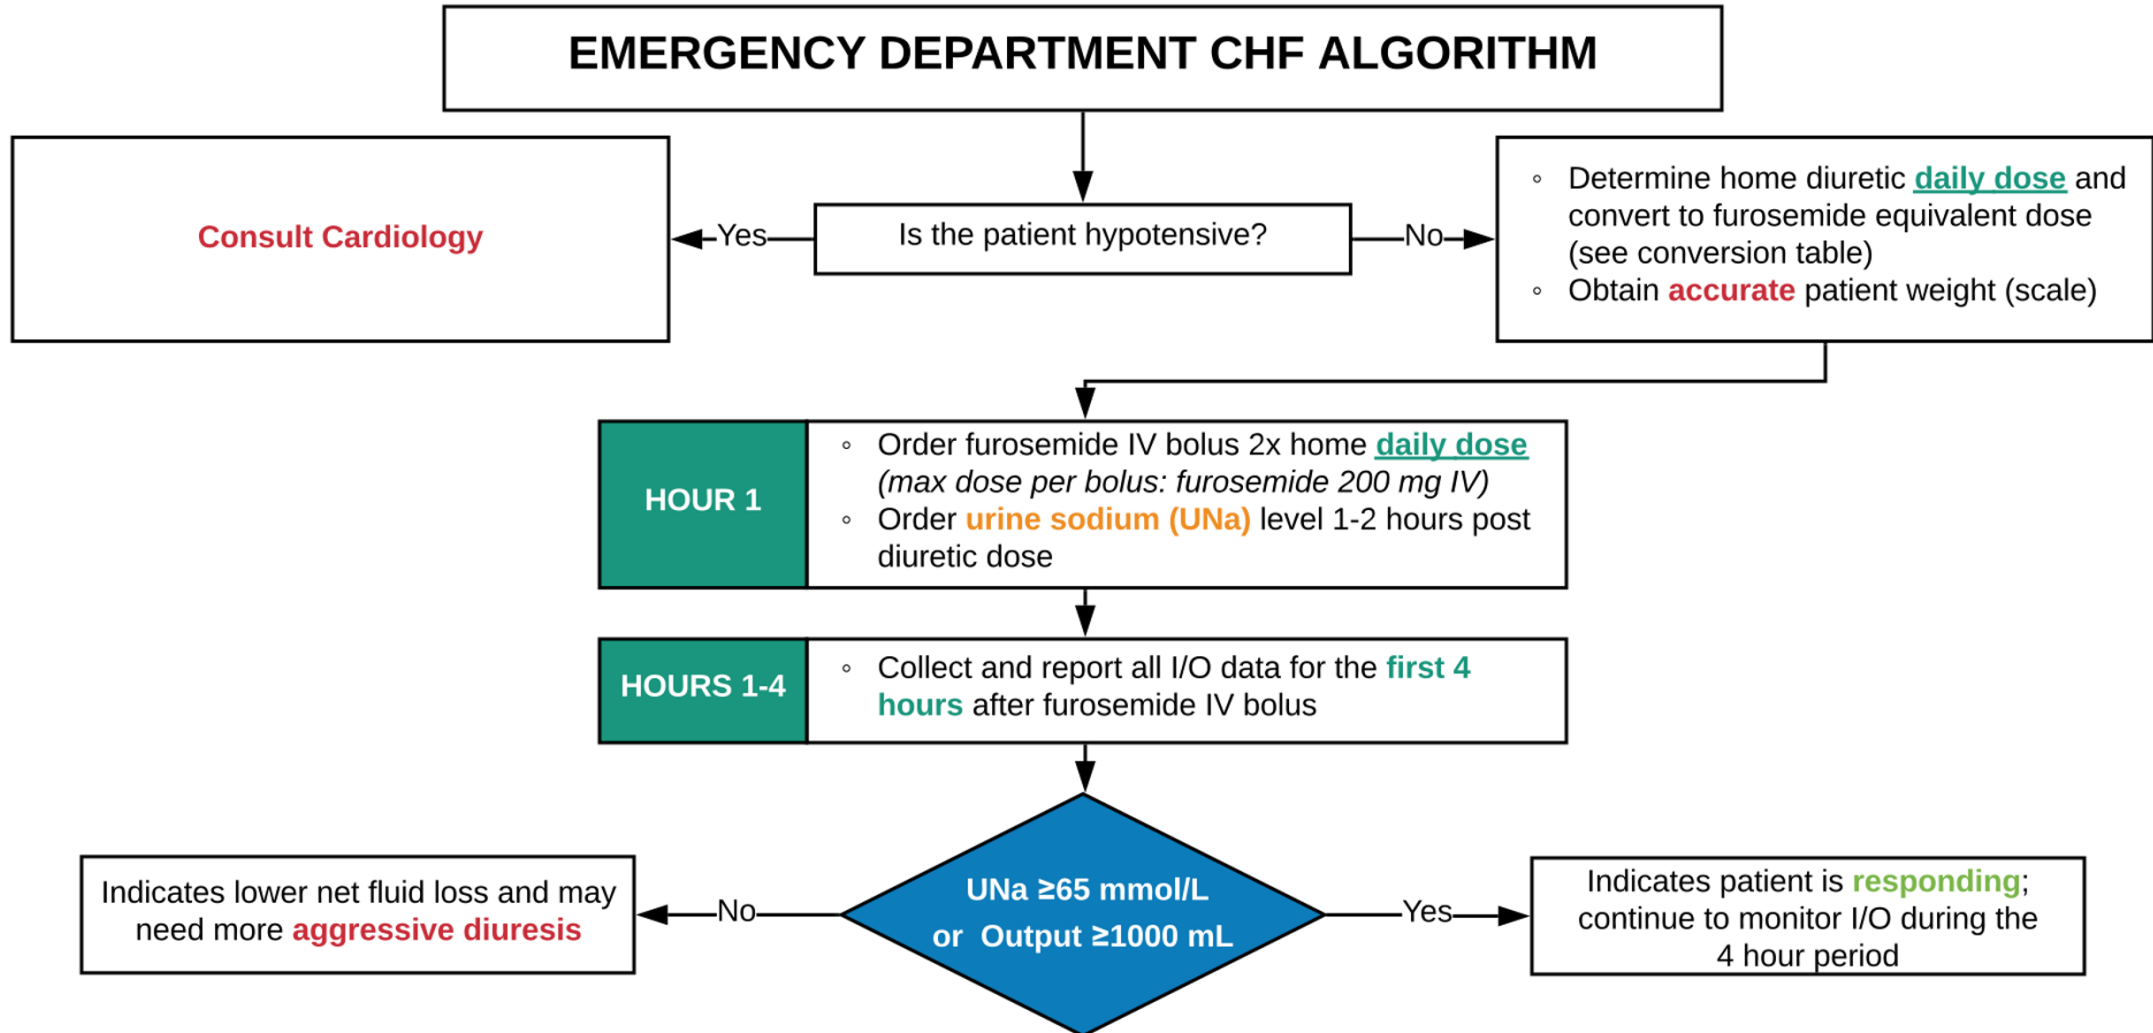 EMERGENCY DEPARTMENT CHF ALGORITHM
Is the patient hypotensive?
Yes
Consult Cardiology
No
◦ Determine home diuretic daily dose and
convert to furosemide equivalent dose
(see conversion table)
◦ Obtain accurate patient weight (scale)
HOUR 1
◦ Order furosemide IV bolus 2x home daily dose
(max dose per bolus: furosemide 200 mg IV)
◦ Order urine sodium (UNa) level 1-2 hours post
diuretic dose
HOURS 1-4
◦ Collect and report all I/O data for the first 4
hours after furosemide IV bolus
UNa ≥65 mmol/L
or Output ≥1000 mL
No
Indicates lower net fluid loss and may
need more aggressive diuresis
Yes
Indicates patient is responding;
continue to monitor I/O during the
4 hour period